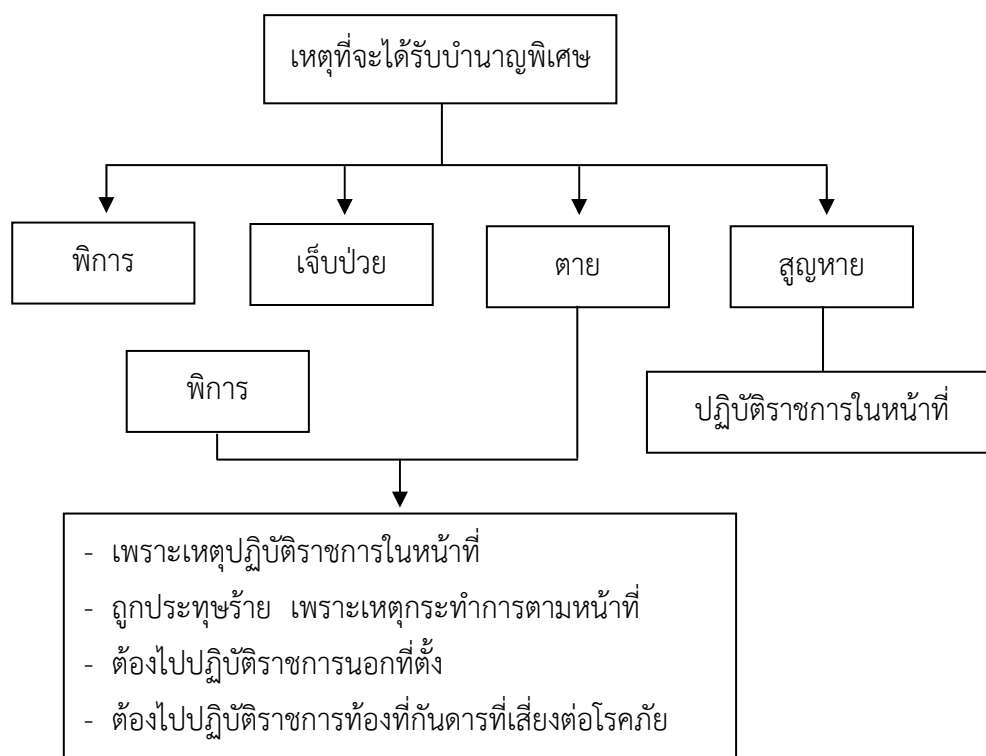 เหตุที่จะได้รับบำนาญพิเศษ
พิการ
เจ็บป่วย
ตาย
สูญหาย
พิการ
ปฏิบัติราชการในหน้าที่
- เพราะเหตุปฏิบัติราชการในหน้าที่
- ถูกประทุษร้าย เพราะเหตุกระทำการตามหน้าที่
- ต้องไปปฏิบัติราชการนอกที่ตั้ง
- ต้องไปปฏิบัติราชการท้องที่กันดารที่เสี่ยงต่อโรคภัย